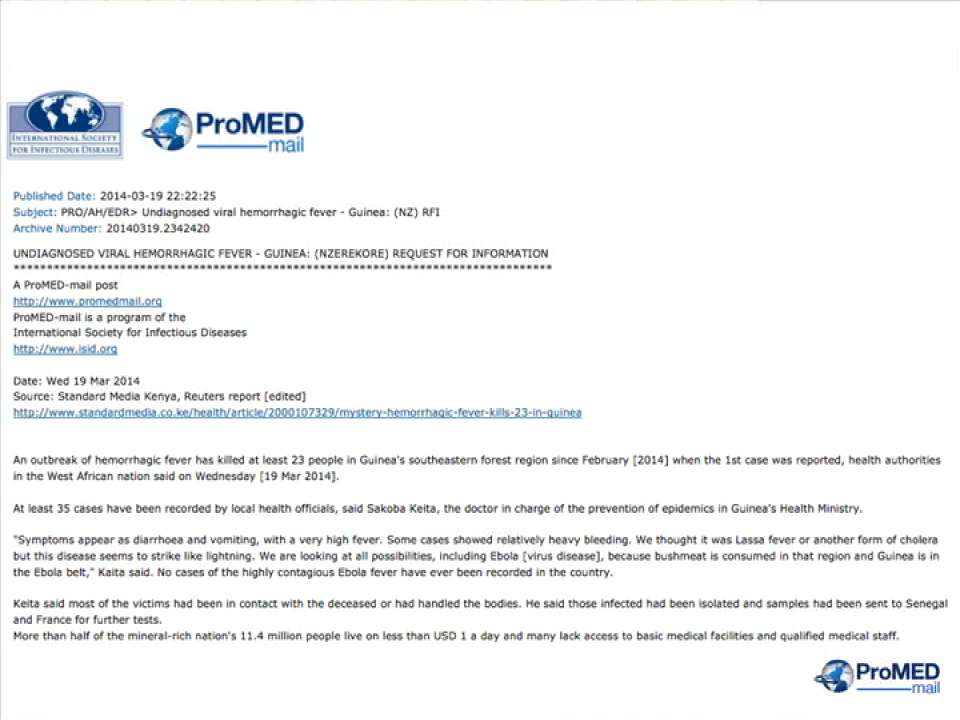 INTERNATIONAL SOCIETY
FOR INFECTIOUS DISEASES
ProMED
mail
Published Date: 2014-03-19 22:22:25
Subject: PRO/AH/EDR> Undiagnosed viral hemorrhagic fever - Guinea: (NZ) RFI
Archive Number: 20140319.2342420
UNDIAGNOSED VIRAL HEMORRHAGIC FEVER - GUINEA: (NZEREKORE) REQUEST FOR INFORMATION
*********************************************************************************
A ProMED-mail post
http://www.promedmail.org
ProMED-mail is a program of the
International Society for Infectious Diseases
http://www.isid.org
Date: Wed 19 Mar 2014
Source: Standard Media Kenya, Reuters report [edited]
http://www.standardmedia.co.ke/health/article/2000107329/mystery-hemorrhagic-fever-kills-23-in-guinea
An outbreak of hemorrhagic fever has killed at least 23 people in Guinea's southeastern forest region since February [2014] when the 1st case was reported, health authorities
in the West African nation said on Wednesday [19 Mar 2014].
At least 35 cases have been recorded by local health officials, said Sakoba Keita, the doctor in charge of the prevention of epidemics in Guinea's Health Ministry.
"Symptoms appear as diarrhoea and vomiting, with a very high fever. Some cases showed relatively heavy bleeding. We thought it was Lassa fever or another form of cholera
but this disease seems to strike like lightning. We are looking at all possibilities, including Ebola [virus disease], because bushmeat is consumed in that region and Guinea is in
the Ebola belt," Kaita said. No cases of the highly contagious Ebola fever have ever been recorded in the country.
Keita said most of the victims had been in contact with the deceased or had handled the bodies. He said those infected had been isolated and samples had been sent to Senegal
and France for further tests.
More than half of the mineral-rich nation's 11.4 million people live on less than USD 1 a day and many lack access to basic medical facilities and qualified medical staff.
ProMED
mail